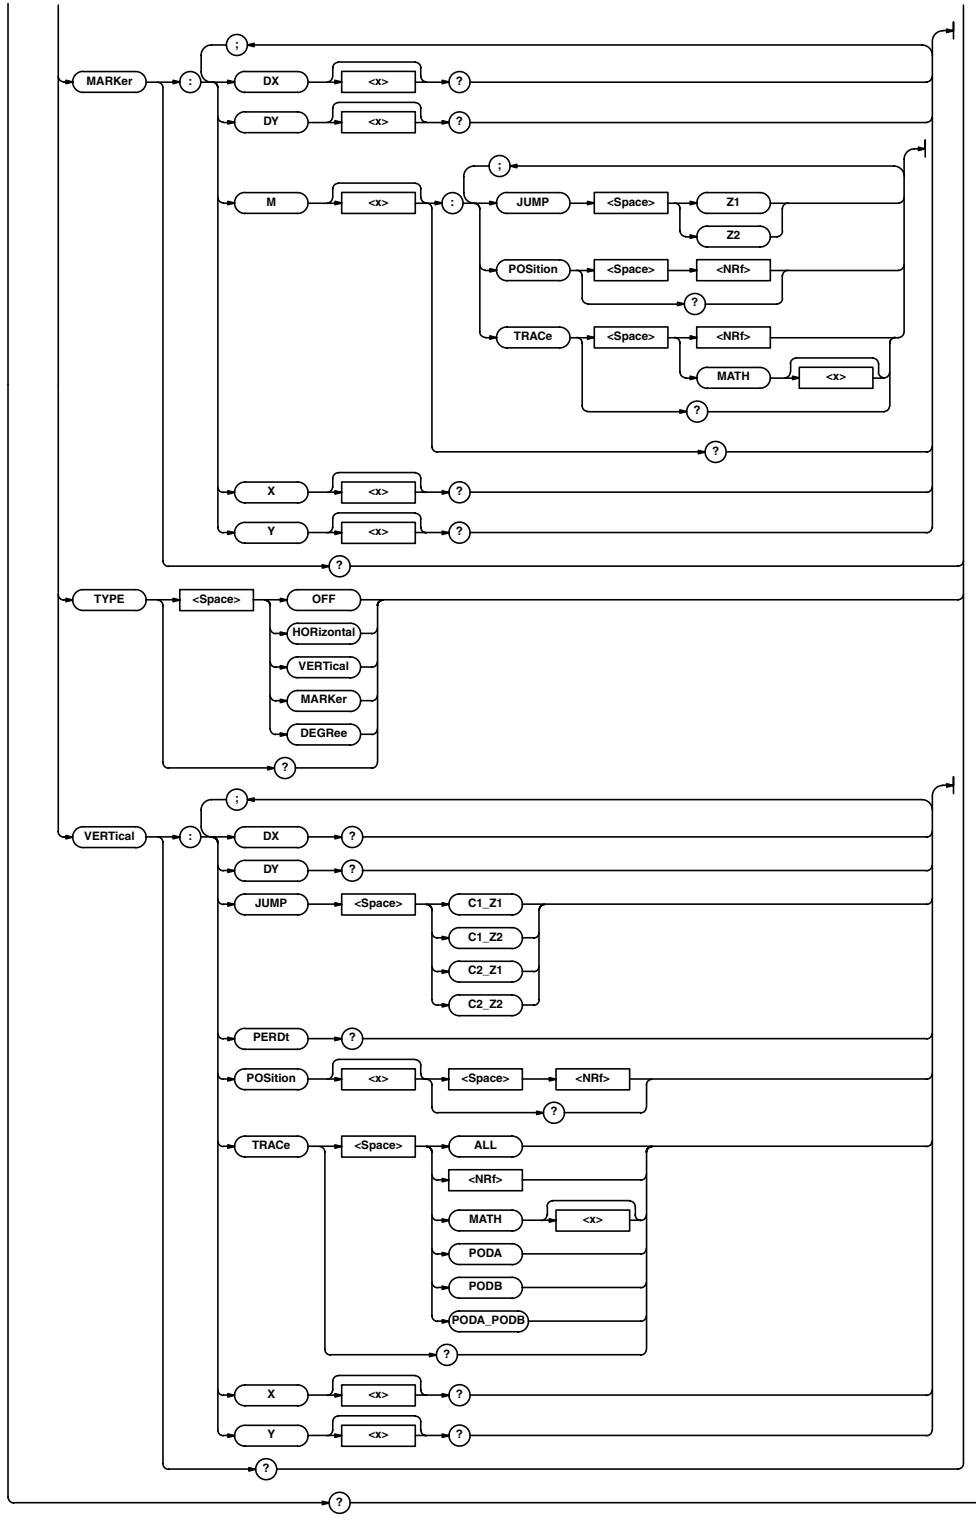 ;
MARKer : DX <x> ?
DY <x> ?
;
M <x> : JUMP <Space> Z1
Z2
POSition <Space> <NRf>
?
TRACe <Space> <NRf>
MATH <x>
?
?
X <x> ?
Y <x> ?
?
TYPE <Space> OFF
HORizontal
VERTical
MARKer
DEGRee
?
;
VERTical : DX ?
DY ?
JUMP <Space> C1_Z1
C1_Z2
C2_Z1
C2_Z2
PERDt ?
POSition <x> <Space> <NRf>
?
TRACe <Space> ALL
<NRf>
MATH <x>
PODA
PODB
PODA_PODB
?
X <x> ?
Y <x> ?
?
?